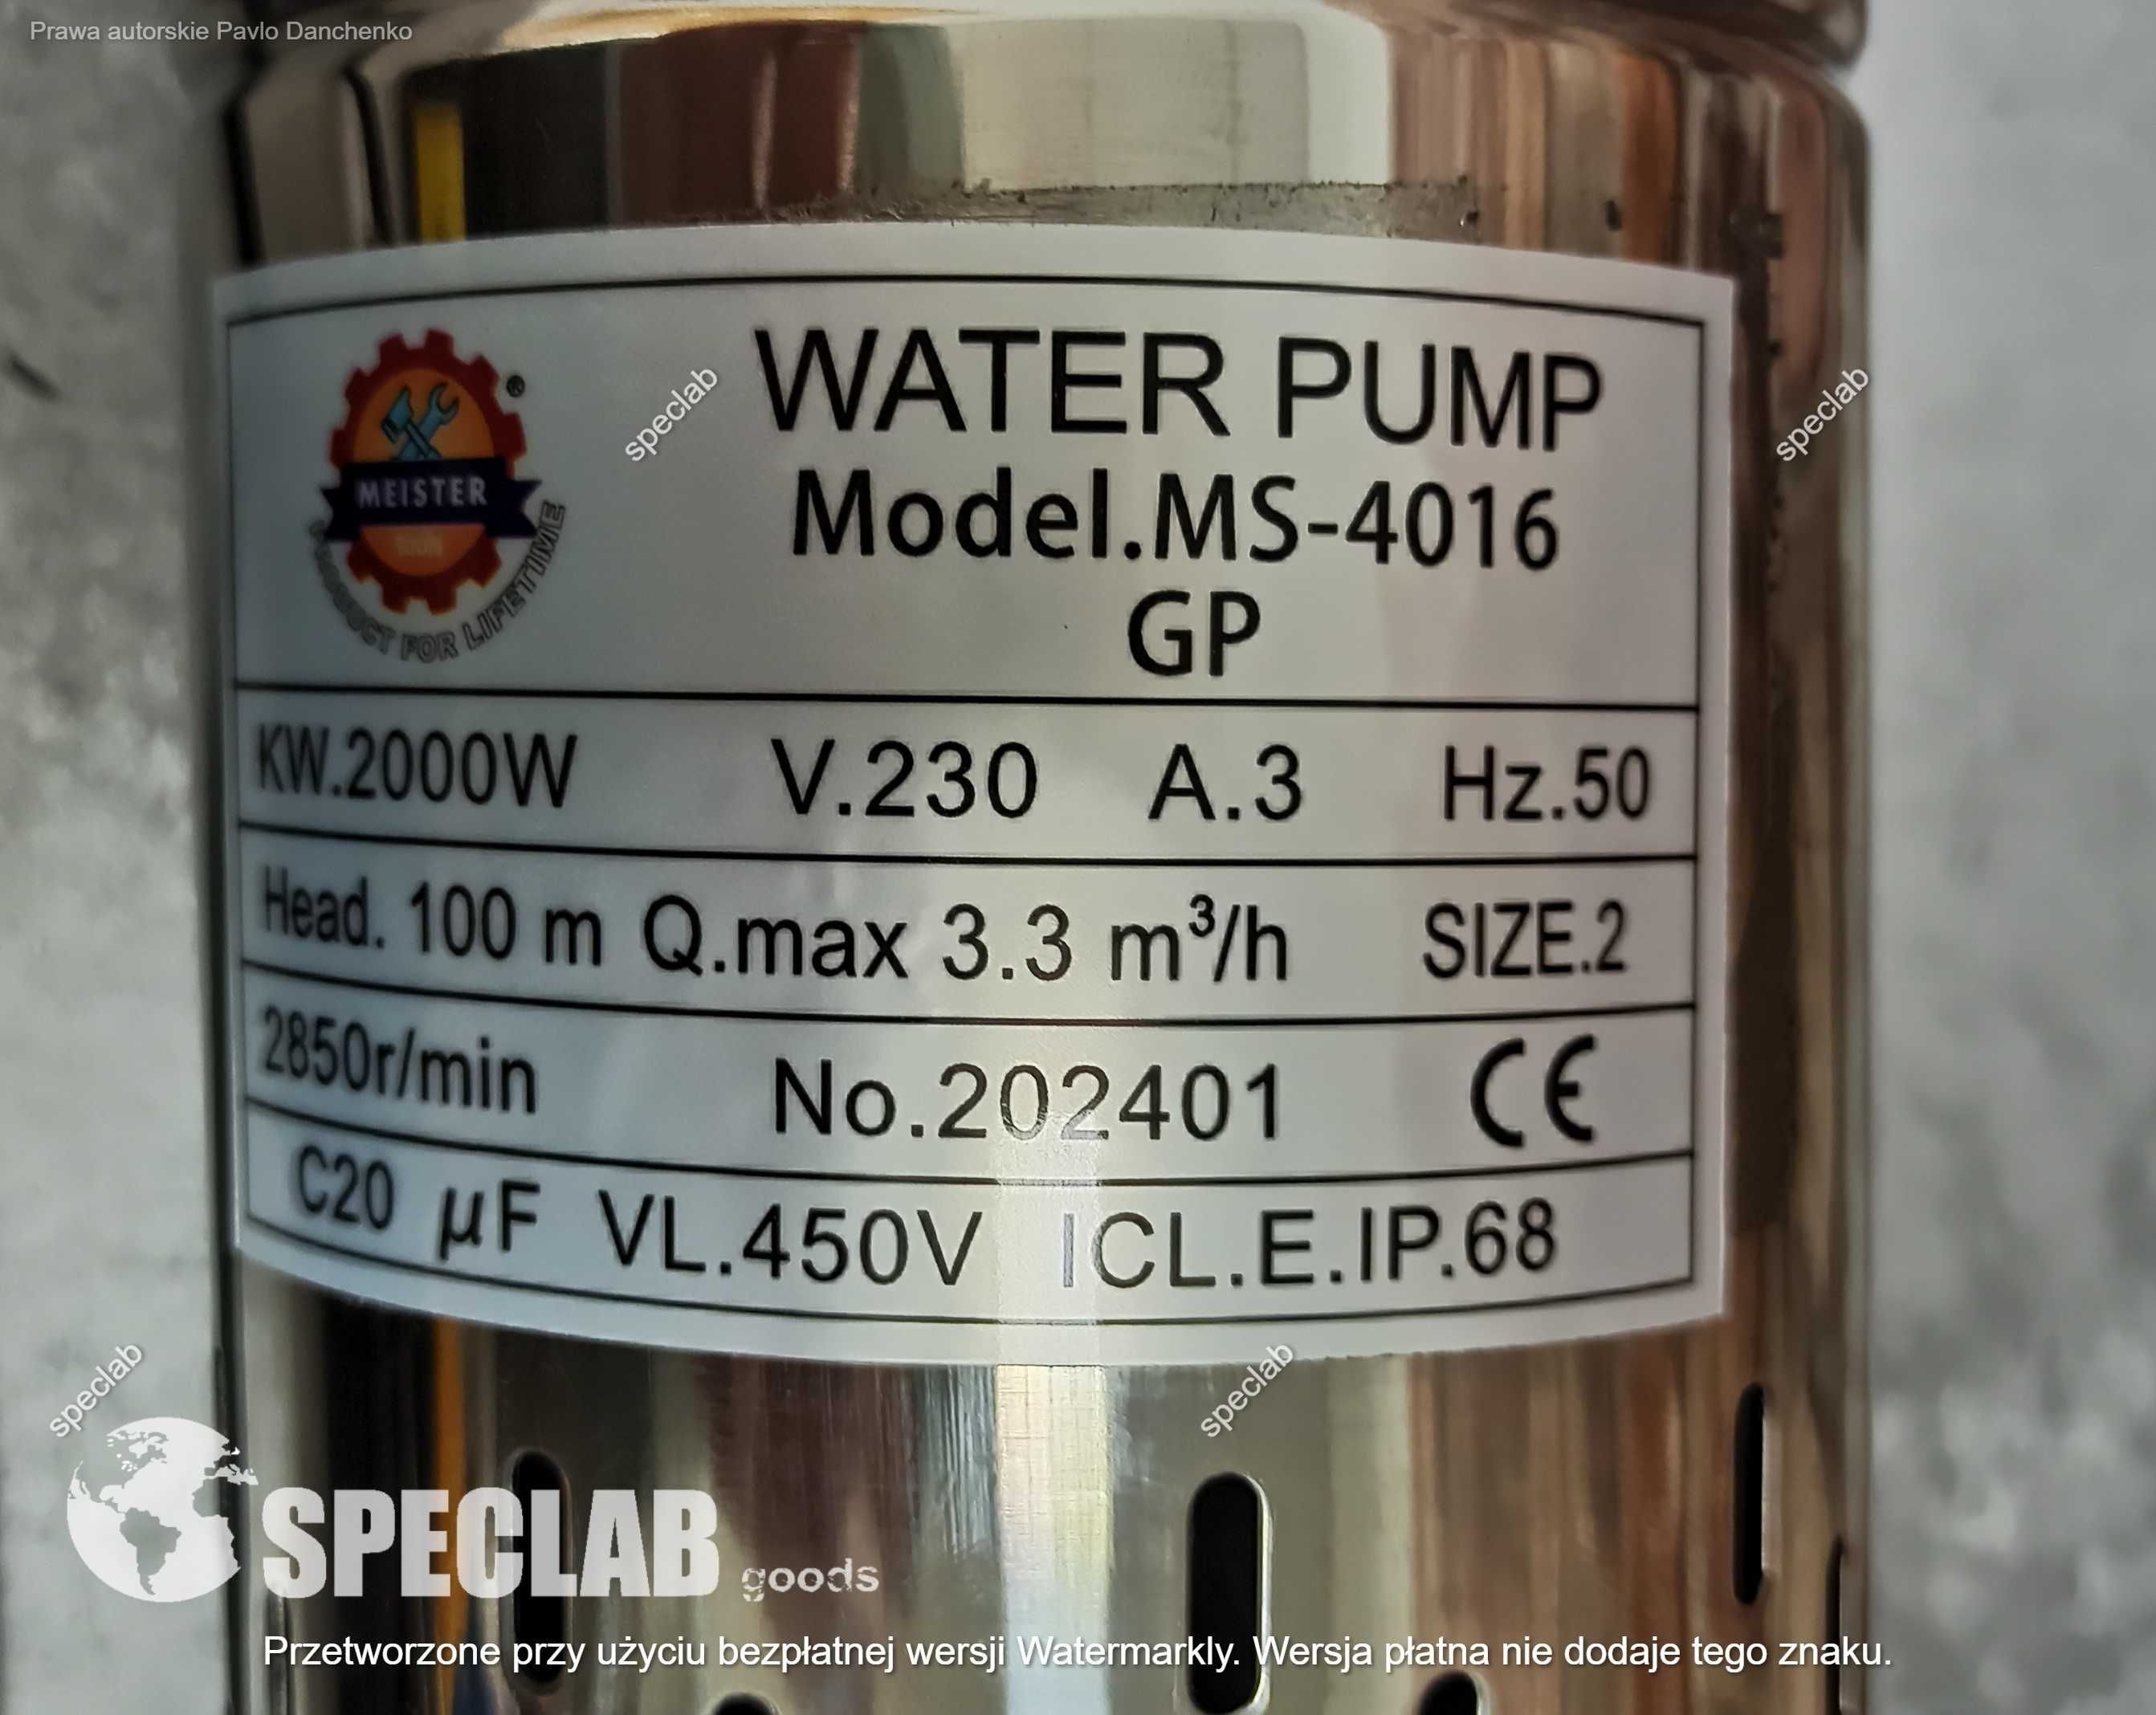 Prawa autorskie Pavlo Danchenko
WATER PUMP
Model.MS-4016
GP
®
MEISTER
PRODUCT FOR LIFETIME
speclab
speclab
KW.2000W V.230 A.3 Hz.50
Head. 100 m Q.max 3.3 m³/h SIZE.2
2850r/min No.202401 CE
C20 µF VL.450V ICL.E.IP.68
speclab
speclab
SPECLAB goods
Przetworzone przy użyciu bezpłatnej wersji Watermarkly. Wersja płatna nie dodaje tego znaku.